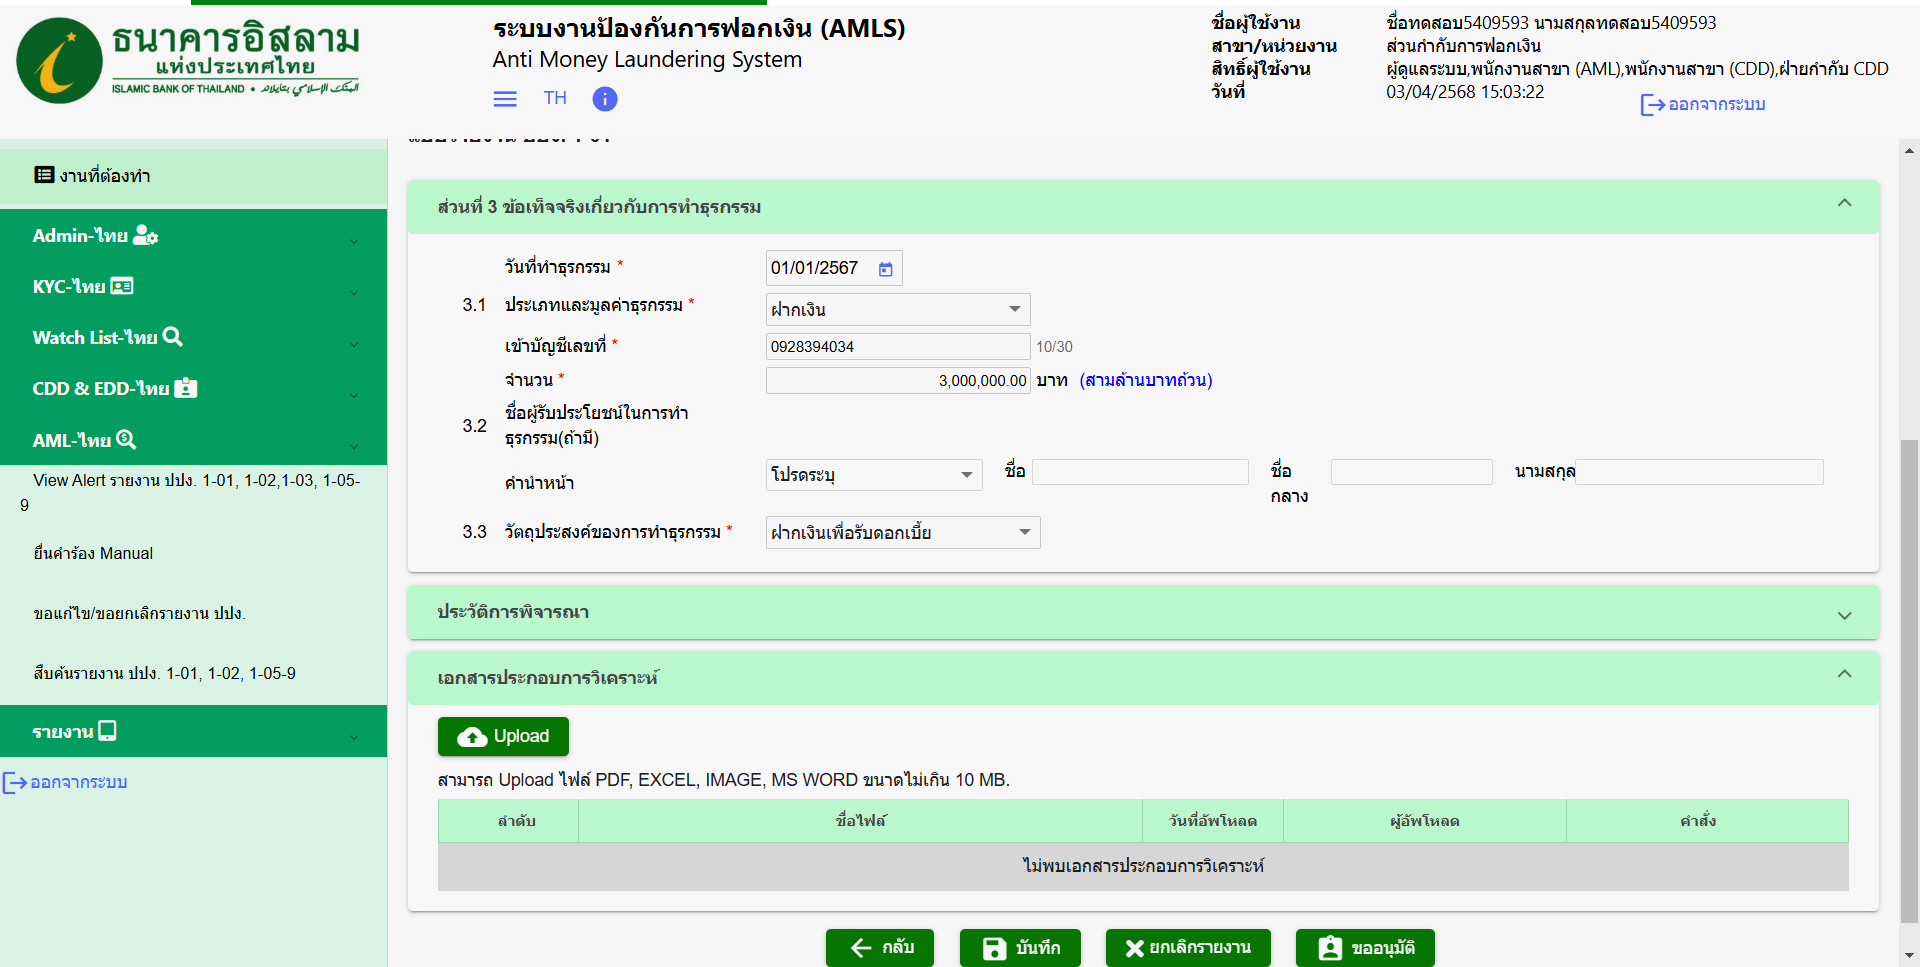 ธนาคารอิสลาม
แห่งประเทศไทย
ISLAMIC BANK OF THAILAND • بنك الإسلامي بتايلاند
ระบบงานป้องกันการฟอกเงิน (AMLS)
Anti Money Laundering System
TH
ชื่อผู้ใช้งาน ชื่อทดสอบ5409593 นามสกุลทดสอบ5409593
สาขา/หน่วยงาน ส่วนกำกับการฟอกเงิน
สิทธิ์ผู้ใช้งาน ผู้ดูแลระบบ,พนักงานสาขา (AML),พนักงานสาขา (CDD),ฝ่ายกำกับ CDD
วันที่ 03/04/2568 15:03:22
ออกจากระบบ
งานที่ต้องทำ
Admin-ไทย
KYC-ไทย
Watch List-ไทย
CDD & EDD-ไทย
AML-ไทย
View Alert รายงาน ปปง. 1-01, 1-02,1-03, 1-05-
9
ยื่นคำร้อง Manual
ขอแก้ไข/ขอยกเลิกรายงาน ปปง.
สืบค้นรายงาน ปปง. 1-01, 1-02, 1-05-9
รายงาน
ออกจากระบบ
ส่วนที่ 3 ข้อเท็จจริงเกี่ยวกับการทำธุรกรรม
วันที่ทำธุรกรรม * 01/01/2567
3.1 ประเภทและมูลค่าธุรกรรม * ฝากเงิน
เข้าบัญชีเลขที่ * 0928394034 10/30
จำนวน * 3,000,000.00 บาท (สามล้านบาทถ้วน)
3.2 ชื่อผู้รับประโยชน์ในการทำ
ธุรกรรม(ถ้ามี)
คำนำหน้า โปรดระบุ ชื่อ ชื่อ นามสกุล
กลาง
3.3 วัตถุประสงค์ของการทำธุรกรรม * ฝากเงินเพื่อรับดอกเบี้ย
ประวัติการพิจารณา
เอกสารประกอบการวิเคราะห์
Upload
สามารถ Upload ไฟล์ PDF, EXCEL, IMAGE, MS WORD ขนาดไม่เกิน 10 MB.
ลำดับ ชื่อไฟล์ วันที่อัพโหลด ผู้อัพโหลด คำสั่ง
ไม่พบเอกสารประกอบการวิเคราะห์
กลับ บันทึก ยกเลิกรายงาน ขออนุมัติ